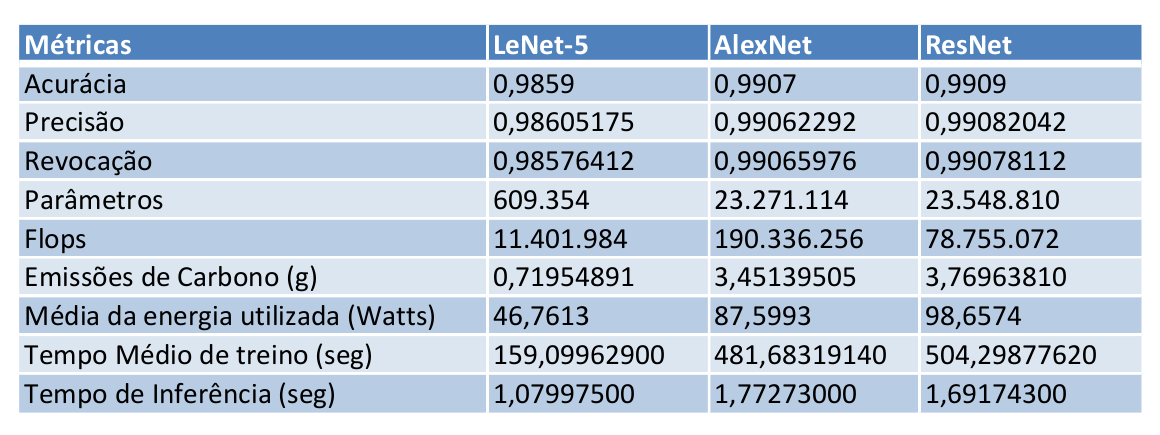 Métricas LeNet-5 AlexNet ResNet
Acurácia 0,9859 0,9907 0,9909
Precisão 0,98605175 0,99062292 0,99082042
Revocação 0,98576412 0,99065976 0,99078112
Parâmetros 609.354 23.271.114 23.548.810
Flops 11.401.984 190.336.256 78.755.072
Emissões de Carbono (g) 0,71954891 3,45139505 3,76963810
Média da energia utilizada (Watts) 46,7613 87,5993 98,6574
Tempo Médio de treino (seg) 159,09962900 481,68319140 504,29877620
Tempo de Inferência (seg) 1,07997500 1,77273000 1,69174300